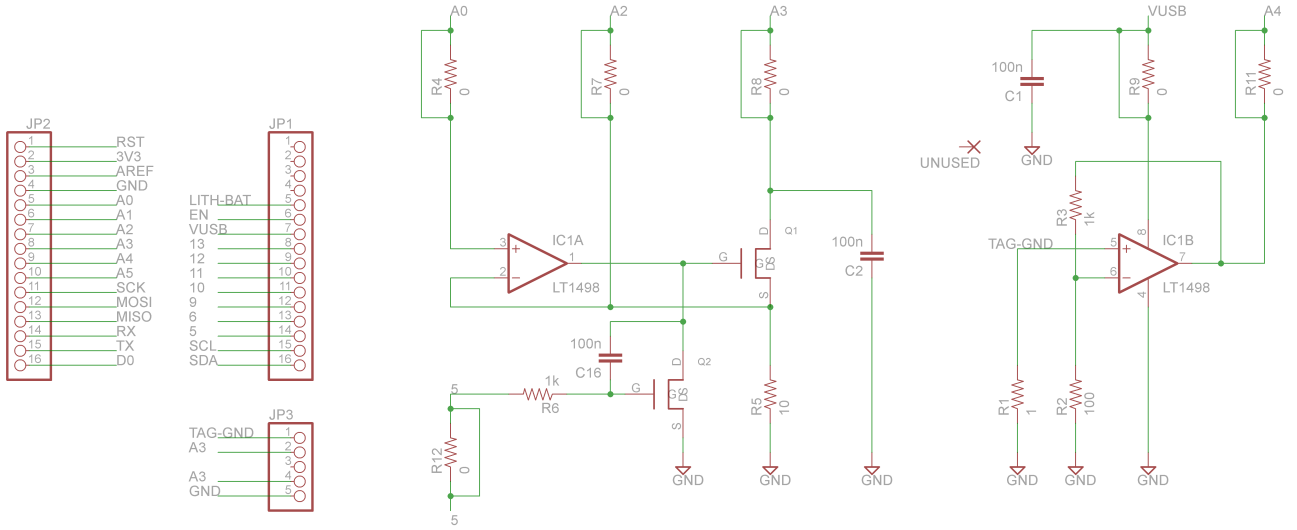 JP2
1 RST
2 3V3
3 AREF
4 GND
5 A0
6 A1
7 A2
8 A3
9 A4
10 A5
11 SCK
12 MOSI
13 MISO
14 RX
15 TX
16 D0
JP1
1
2
3
4
LITH-BAT 5
EN 6
VUSB 7
13 8
12 9
11 10
10 11
9 12
6 13
5 14
SCL 15
SDA 16
JP3
TAG-GND 1
A3 2
3
A3 4
GND 5
A0
R4
0
A2
R7
0
A3
R8
0
3
2
+
−
1
IC1A
LT1498
G
D
S
G
DS
Q1
100n
C2
100n
C16
5
1k
R6
G
D
S
G
DS
Q2
R12
0
5
R5
10
GND
GND
GND
VUSB
100n
C1
GND
R9
0
A4
R11
0
UNUSED
R3
1k
TAG-GND
5
6
+
−
8
4
7
IC1B
LT1498
R1
1
R2
100
GND
GND
GND